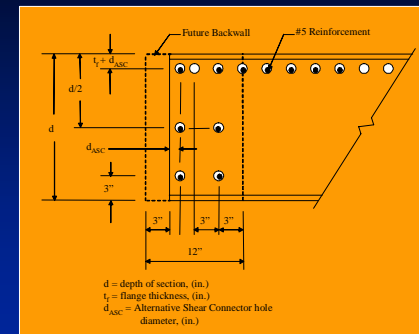 Future Backwall
#5 Reinforcement
t_f + d_ASC
d/2
d
d_ASC
3”
3” 3” 3”
12”
d = depth of section, (in.)
t_f = flange thickness, (in.)
d_ASC = Alternative Shear Connector hole
diameter, (in.)